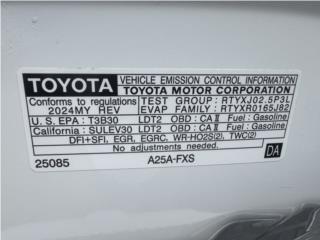 TOYOTA
VEHICLE EMISSION CONTROL INFORMATION
TOYOTA MOTOR CORPORATION
Conforms to regulations
2024MY REV
TEST GROUP : RTYXJ02.5P3L
EVAP FAMILY : RTYXR0165J82
U. S. EPA : T3B30 LDT2 OBD : CA II Fuel : Gasoline
California : SULEV30 LDT2 OBD : CA II Fuel : Gasoline
DFI+SFI, EGR, EGRC, WR-HO2S(2), TWC(2)
No adjustments needed.
25085 A25A-FXS DA